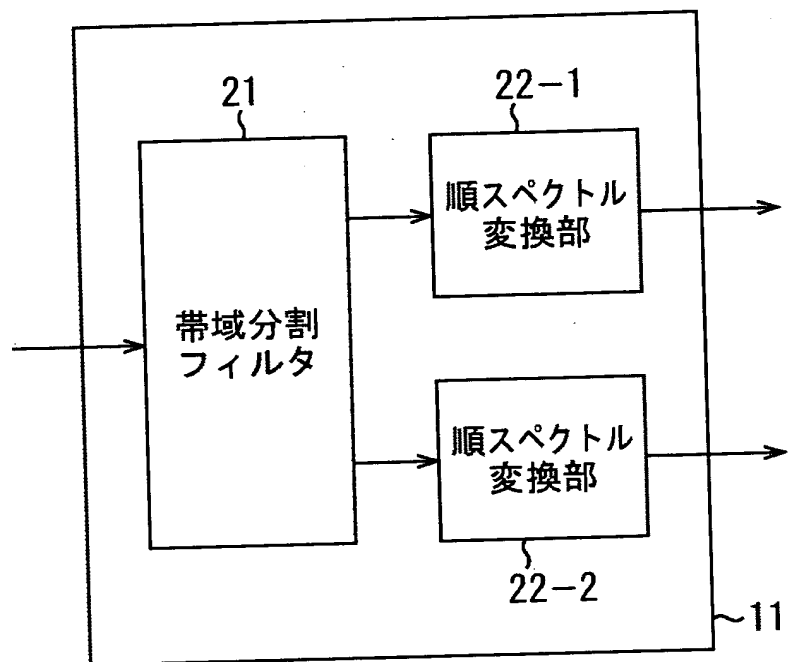 21
22-1
順スペクトル
変換部
帯域分割
フィルタ
順スペクトル
変換部
22-2
11